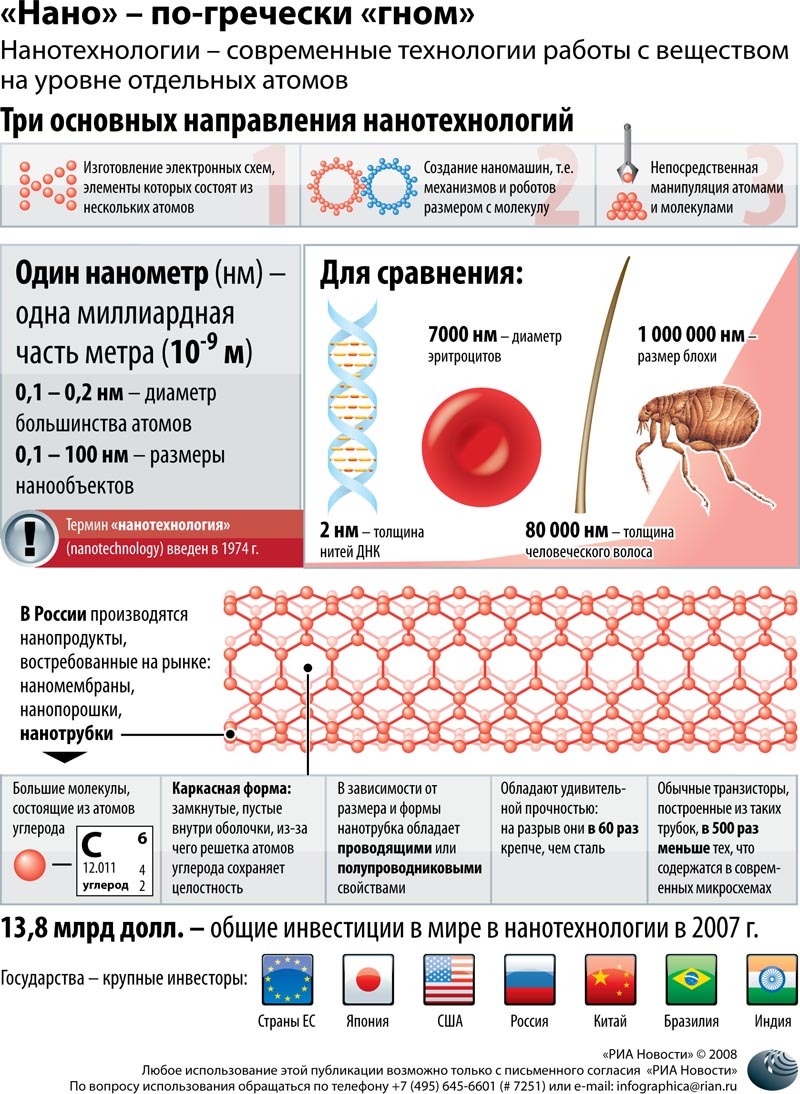 «Нано» – по-гречески «гном»
Нанотехнологии – современные технологии работы с веществом
на уровне отдельных атомов
Три основных направления нанотехнологий
Изготовление электронных схем,
элементы которых состоят из
нескольких атомов
1
Создание наномашин, т.е.
механизмов и роботов
размером с молекулу
2
Непосредственная
манипуляция атомами
и молекулами
3
Один нанометр (нм) –
одна миллиардная
часть метра (10-9 м)
0,1 – 0,2 нм – диаметр
большинства атомов
0,1 – 100 нм – размеры
нанообъектов
! Термин «нанотехнология»
(nanotechnology) введен в 1974 г.
Для сравнения:
7000 нм – диаметр
эритроцитов
1 000 000 нм –
размер блохи
2 нм – толщина
нитей ДНК
80 000 нм – толщина
человеческого волоса
В России производятся
нанопродукты,
востребованные на рынке:
наномембраны,
нанопорошки,
нанотрубки
Большие молекулы,
состоящие из атомов
углерода
C 6
12.011 4
углерод 2
Каркасная форма:
замкнутые, пустые
внутри оболочки, из-за
чего решетка атомов
углерода сохраняет
целостность
В зависимости от
размера и формы
нанотрубка обладает
проводящими или
полупроводниковыми
свойствами
Обладают удивитель-
ной прочностью:
на разрыв они в 60 раз
крепче, чем сталь
Обычные транзисторы,
построенные из таких
трубок, в 500 раз
меньше тех, что
содержатся в соврем-
енных микросхемах
13,8 млрд долл. – общие инвестиции в мире в нанотехнологии в 2007 г.
Государства – крупные инвесторы:
Страны ЕС
Япония
США
Россия
Китай
Бразилия
Индия
«РИА Новости» © 2008
Любое использование этой публикации возможно только с письменного согласия «РИА Новости»
По вопросу использования обращаться по телефону +7 (495) 645-6601 (# 7251) или e-mail: infographica@rian.ru